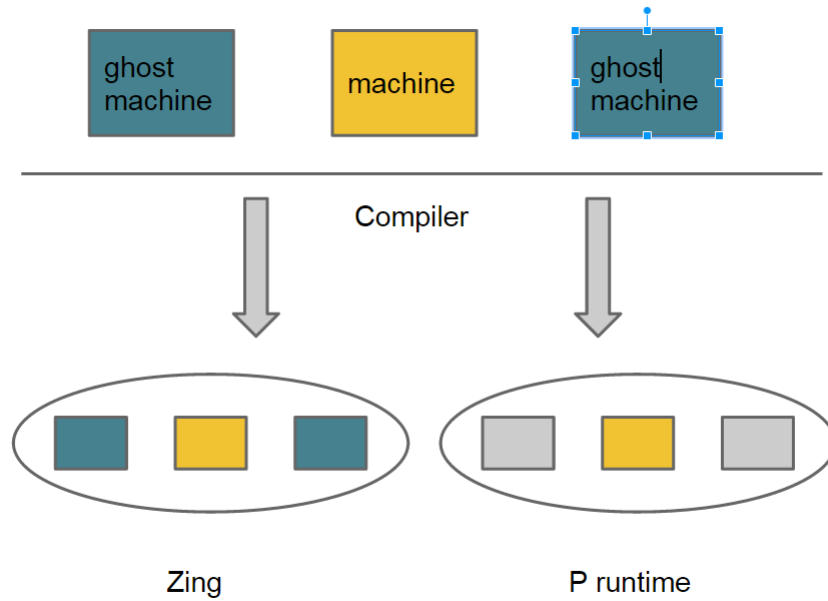 ghost
machine
machine
ghost
machine
Compiler
Zing
P runtime